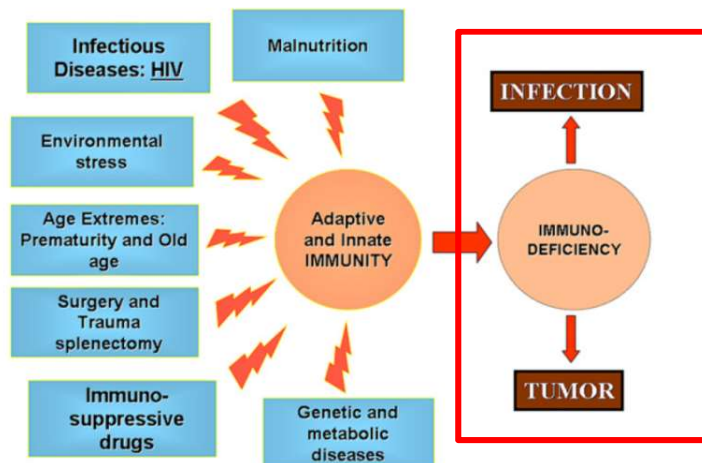 Infectious
Diseases: HIV
Malnutrition
Environmental
stress
Age Extremes:
Prematurity and Old
age
Surgery and
Trauma
splenectomy
Immuno-
suppressive
drugs
Genetic and
metabolic
diseases
Adaptive
and Innate
IMMUNITY
INFECTION
IMMUNO-
DEFICIENCY
TUMOR